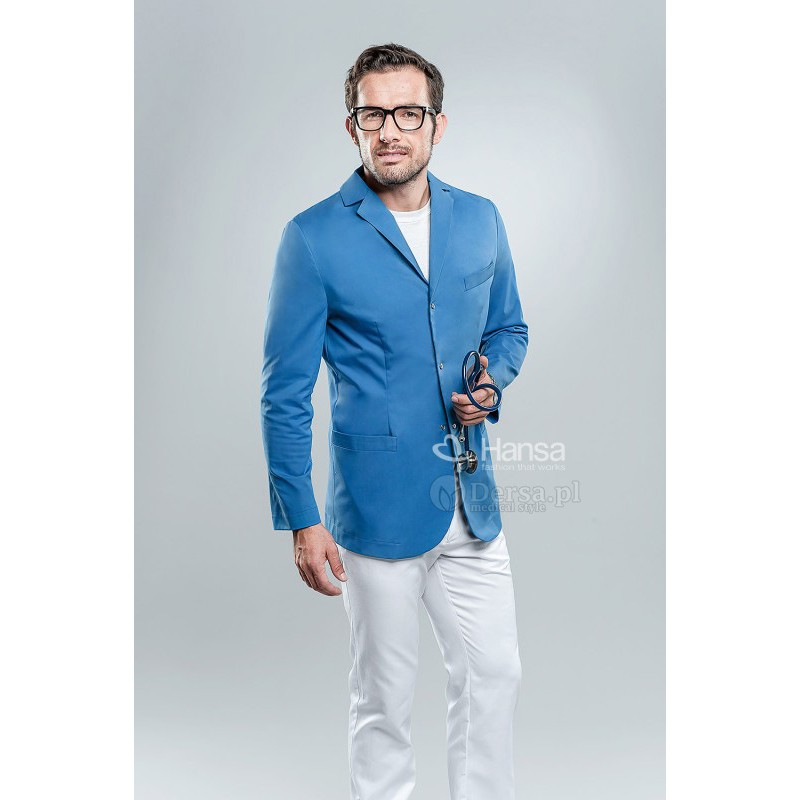 Hansa
fashion that works
Dersa.pl
medical style